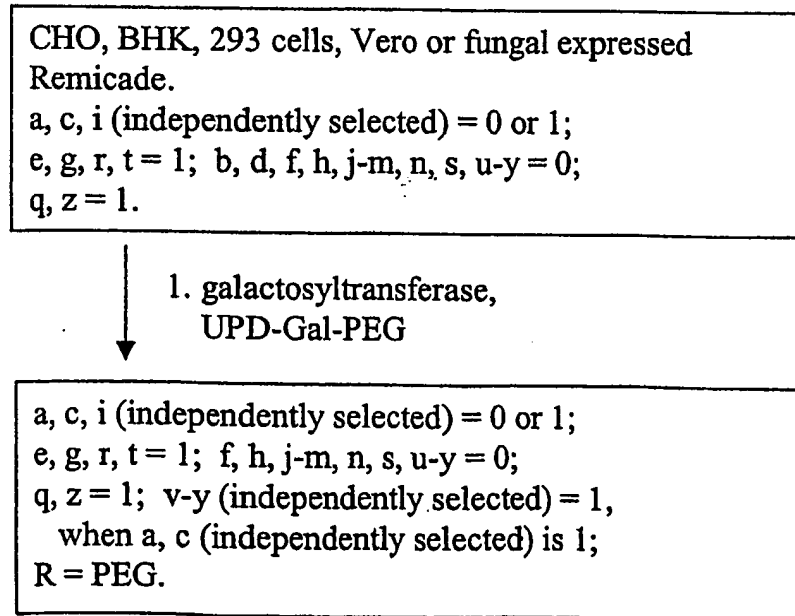 CHO, BHK, 293 cells, Vero or fungal expressed
Remicade.
a, c, i (independently selected) = 0 or 1;
e, g, r, t = 1; b, d, f, h, j-m, n, s, u-y = 0;
q, z = 1.
1. galactosyltransferase,
UPD-Gal-PEG
a, c, i (independently selected) = 0 or 1;
e, g, r, t = 1; f, h, j-m, n, s, u-y = 0;
q, z = 1; v-y (independently selected) = 1,
when a, c (independently selected) is 1;
R = PEG.